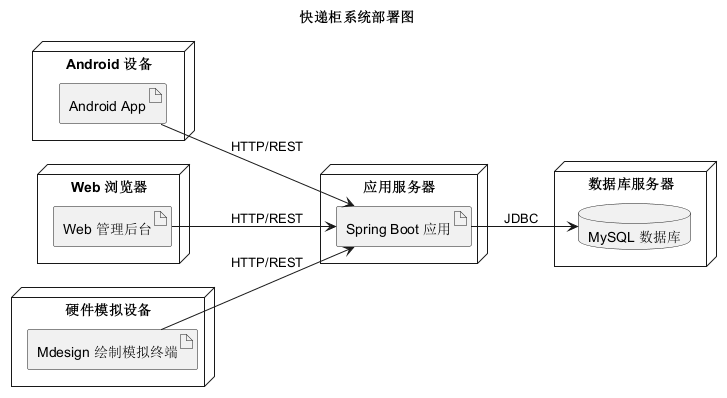 快递柜系统部署图
Android 设备
Android App
HTTP/REST
Web 浏览器
Web 管理后台
HTTP/REST
应用服务器
Spring Boot 应用
JDBC
数据库服务器
MySQL 数据库
HTTP/REST
硬件模拟设备
Mdesign 绘制模拟终端